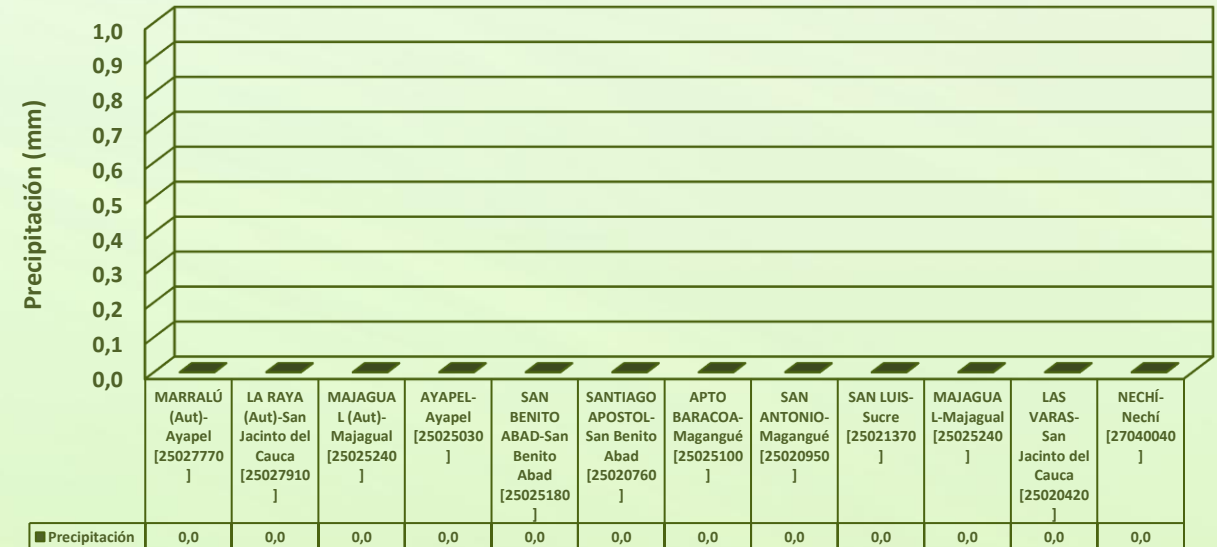 Precipitación (mm)
1,0
0,9
0,8
0,7
0,6
0,5
0,4
0,3
0,2
0,1
0,0
MARRALÚ
(Aut)-
Ayapel
[25027770
]
LA RAYA
(Aut)-San
Jacinto del
Cauca
[25027910
]
MAJAGUA
L (Aut)-
Majagual
[25025240
]
AYAPEL-
Ayapel
[25025030
]
SAN
BENITO
ABAD-San
Benito
Abad
[25025180
]
SANTIAGO
APOSTOL-
San Benito
Abad
[25020760
]
APTO
BARACOA-
Magangué
[25025100
]
SAN
ANTONIO-
Magangué
[25020950
]
SAN LUIS-
Sucre
[25021370
]
MAJAGUA
L-Majagual
[25025240
]
LAS
VARAS-
San
Jacinto del
Cauca
[25020420
]
NECHÍ-
Nechí
[27040040
]
Precipitación 0,0 0,0 0,0 0,0 0,0 0,0 0,0 0,0 0,0 0,0 0,0 0,0